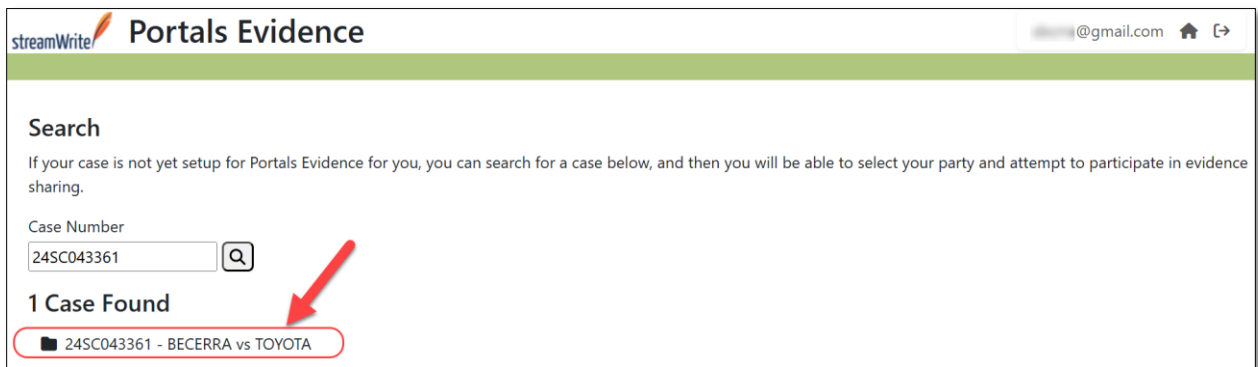 streamWrite
Portals Evidence
@gmail.com
Search
If your case is not yet setup for Portals Evidence for you, you can search for a case below, and then you will be able to select your party and attempt to participate in evidence
sharing.
Case Number
24SC043361
1 Case Found
24SC043361 - BECERRA vs TOYOTA